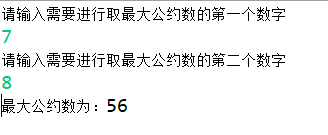 请输入需要进行取最大公约数的第一个数字
7
请输入需要进行取最大公约数的第二个数字
8
最大公约数为：56